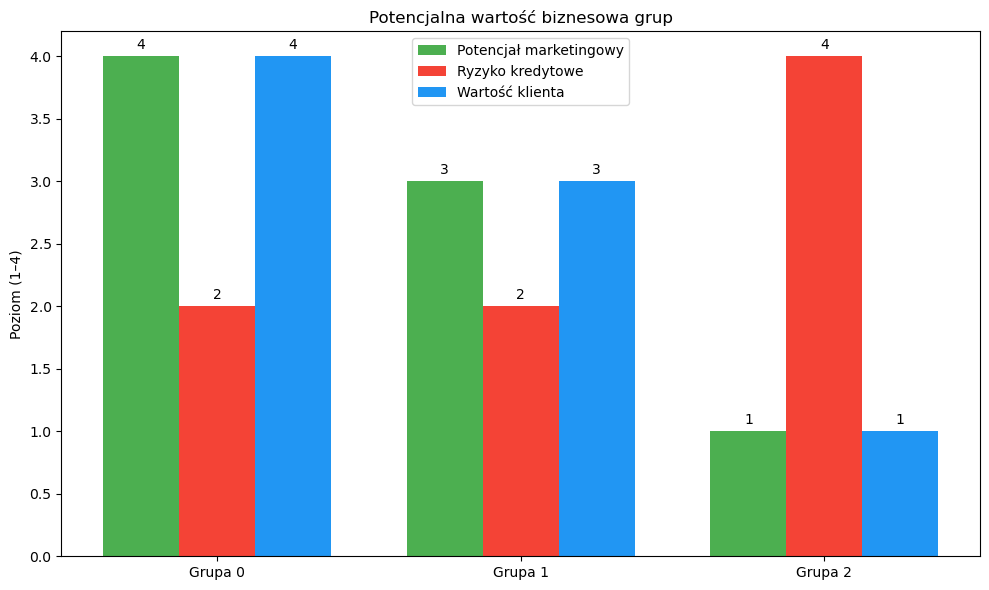 Potencjalna wartość biznesowa grup
Potencjał marketingowy
Ryzyko kredytowe
Wartość klienta
Poziom (1–4)
4.0
3.5
3.0
2.5
2.0
1.5
1.0
0.5
0.0
4
2
4
3
2
3
1
4
1
Grupa 0
Grupa 1
Grupa 2